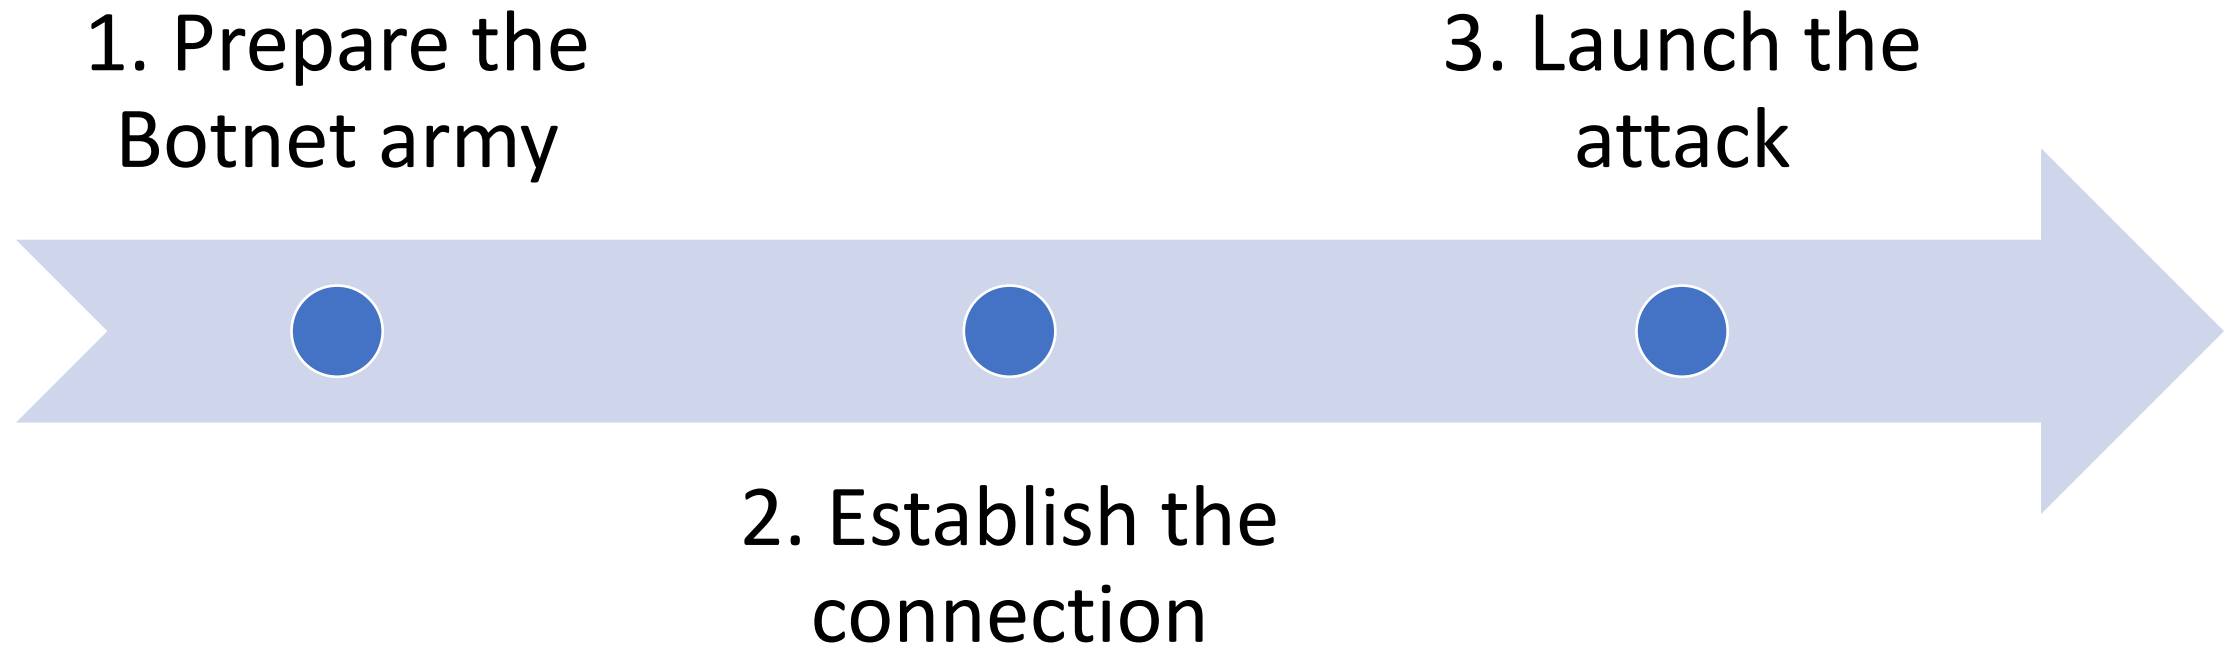 1. Prepare the
Botnet army
2. Establish the
connection
3. Launch the
attack